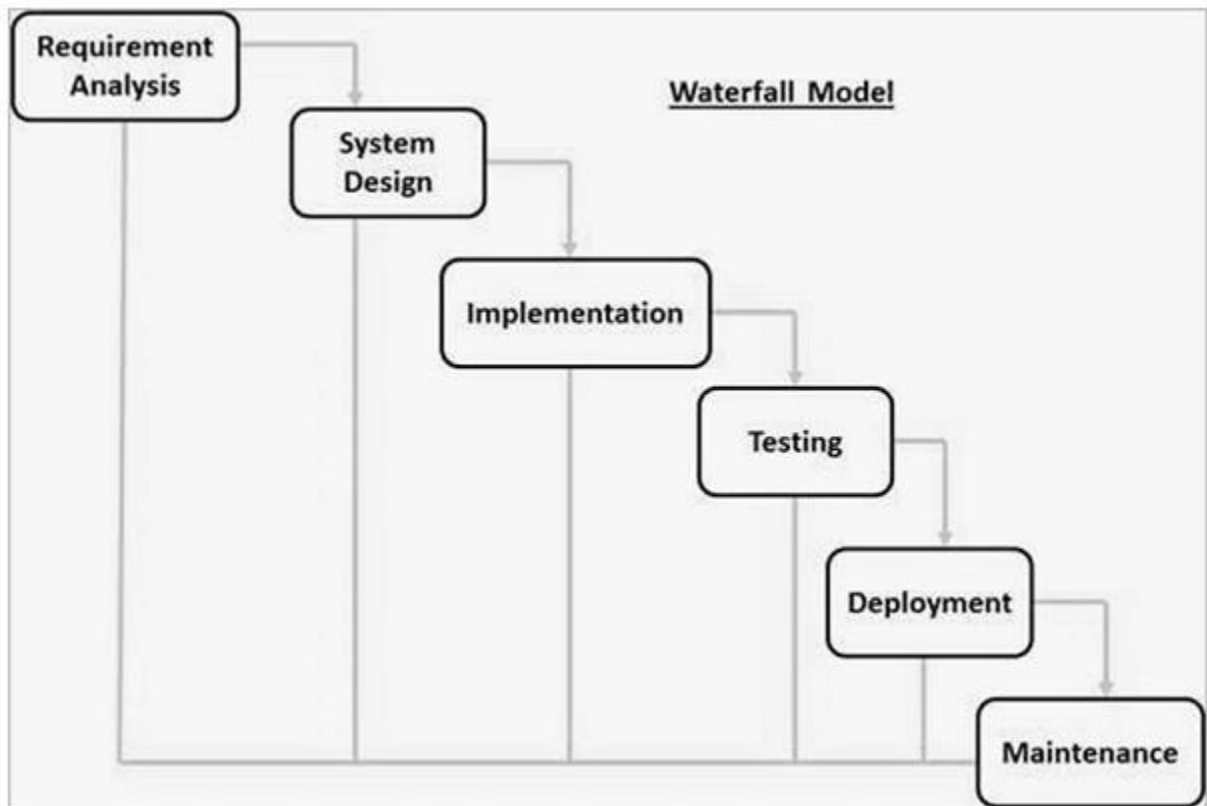 Requirement
Analysis
Waterfall Model
System
Design
Implementation
Testing
Deployment
Maintenance